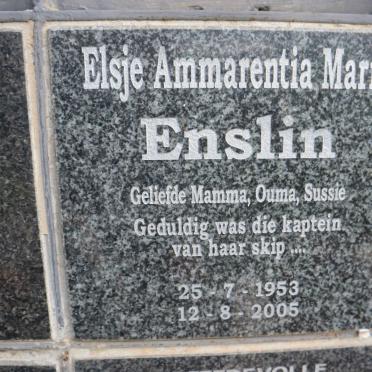 Elsje Ammarentia
Enslin
Geliefde Mamma, Ouma, Sussie
Geduldig was die kaptein
van haar skip ....
25 - 7 - 1953
12 - 8 - 2005